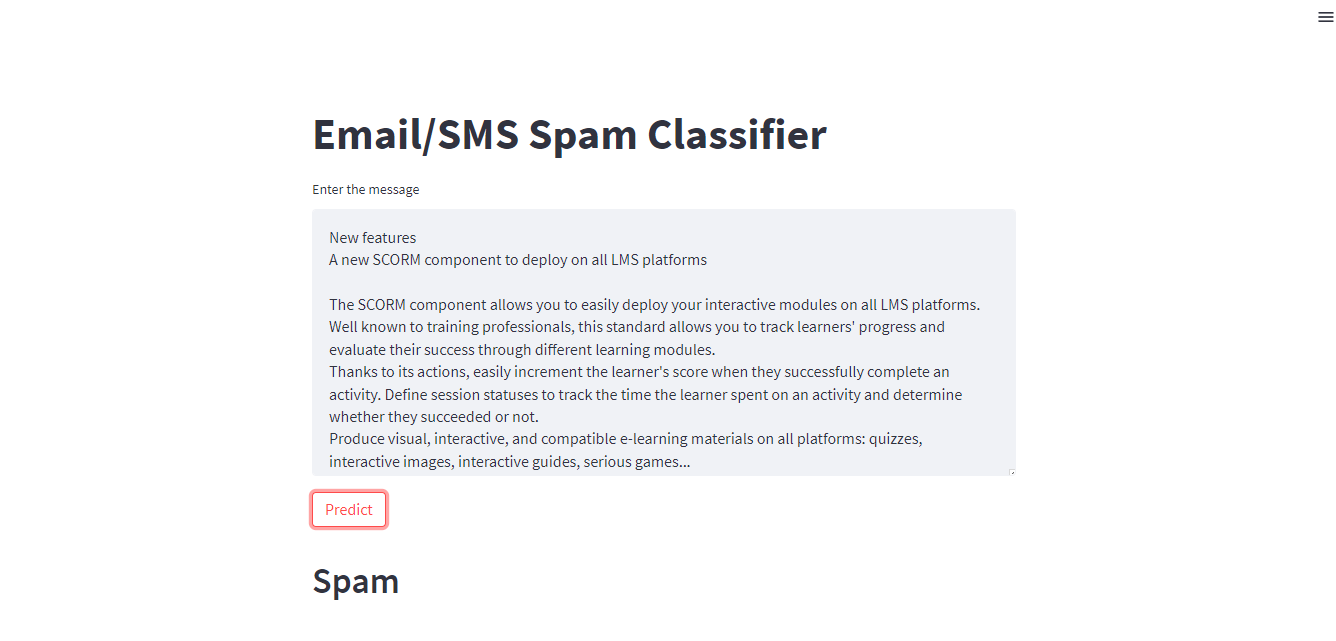 Email/SMS Spam Classifier
Enter the message
New features
A new SCORM component to deploy on all LMS platforms
The SCORM component allows you to easily deploy your interactive modules on all LMS platforms.
Well known to training professionals, this standard allows you to track learners' progress and
evaluate their success through different learning modules.
Thanks to its actions, easily increment the learner's score when they successfully complete an
activity. Define session statuses to track the time the learner spent on an activity and determine
whether they succeeded or not.
Produce visual, interactive, and compatible e-learning materials on all platforms: quizzes,
interactive images, interactive guides, serious games...
Predict
Spam